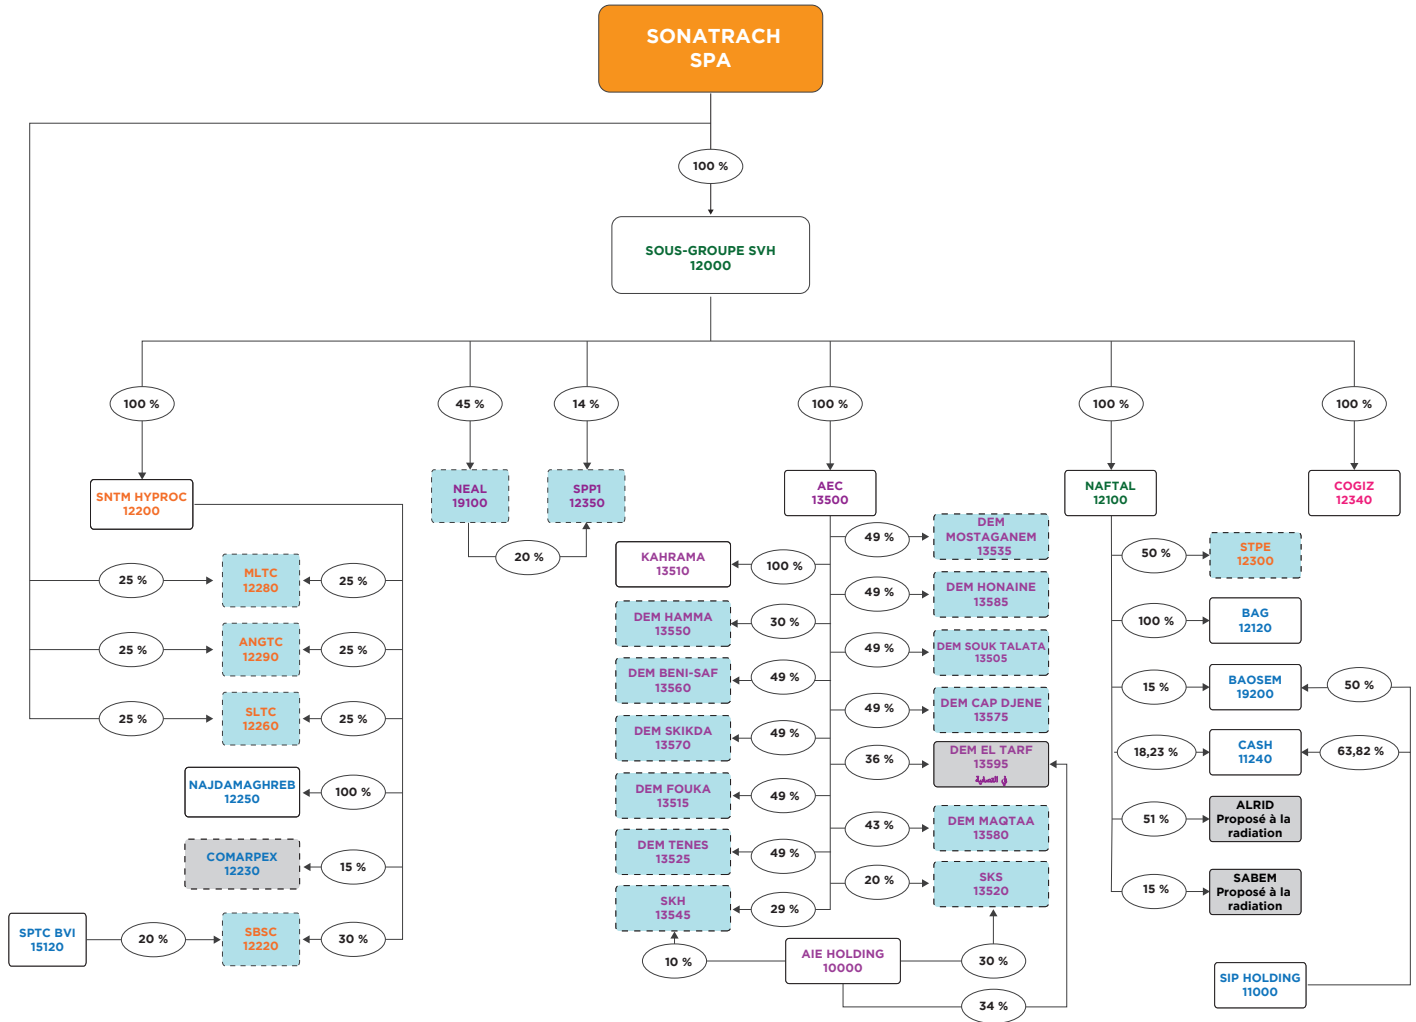 SONATRACH
SPA
100 %
SOUS-GROUPE SVH
12000
100 %
45 %
14 %
100 %
100 %
100 %
SNTM HYPROC
12200
NEAL
19100
SPP1
12350
AEC
13500
NAFTAL
12100
COGIZ
12340
20 %
25 %
MLTC
12280
25 %
25 %
ANGTC
12290
25 %
25 %
SLTC
12260
25 %
NAJDAMAGHREB
12250
100 %
COMARPEX
12230
15 %
SPTC BVI
15120
20 %
SBSC
12220
30 %
KAHRAMA
13510
100 %
DEM HAMMA
13550
30 %
DEM BENI-SAF
13560
49 %
DEM SKIKDA
13570
49 %
DEM FOUKA
13515
49 %
DEM TENES
13525
49 %
SKH
13545
29 %
49 %
DEM
MOSTAGANEM
13535
49 %
DEM HONAINE
13585
49 %
DEM SOUK TALATA
13505
49 %
DEM CAP DJENE
13575
36 %
DEM EL TARF
13595
في التصفية
43 %
DEM MAQTAA
13580
20 %
SKS
13520
10 %
AIE HOLDING
10000
30 %
34 %
50 %
STPE
12300
100 %
BAG
12120
15 %
BAOSEM
19200
50 %
18,23 %
CASH
11240
63,82 %
51 %
ALRID
Proposé à la
radiation
15 %
SABEM
Proposé à la
radiation
SIP HOLDING
11000